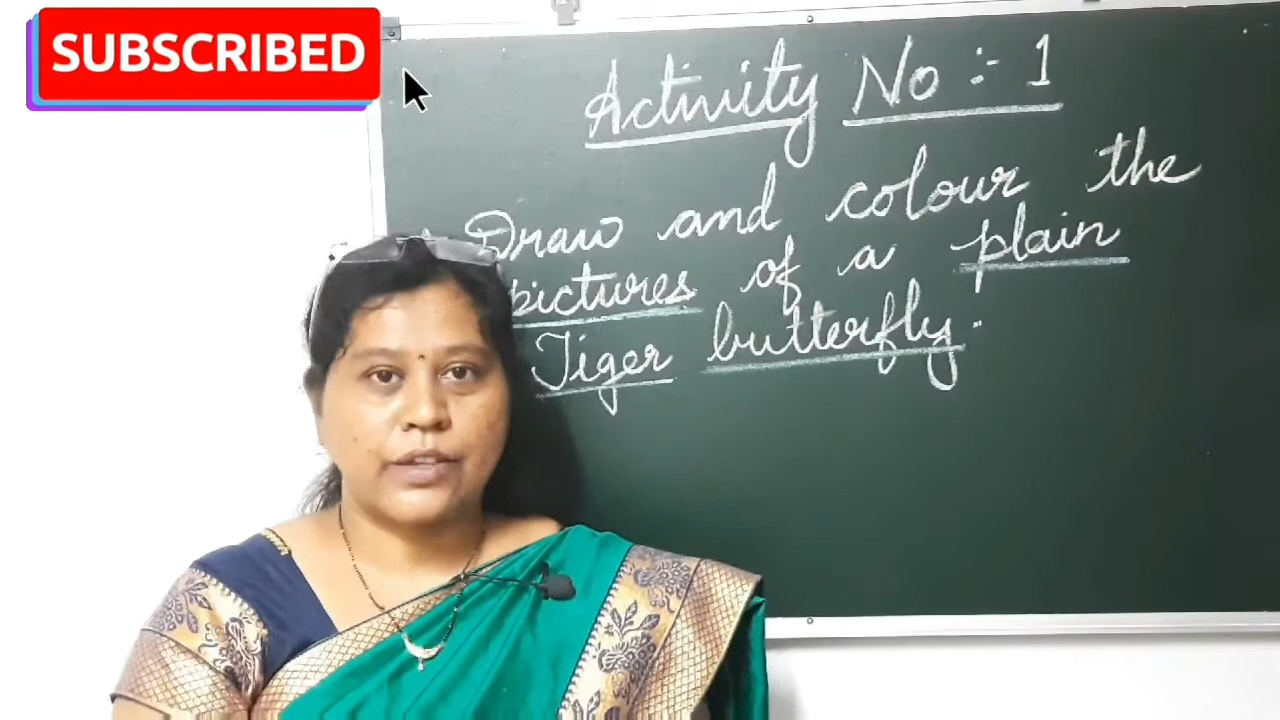 SUBSCRIBED
Activity No :- 1
Draw and colour the
pictures of a plain
Tiger butterfly.